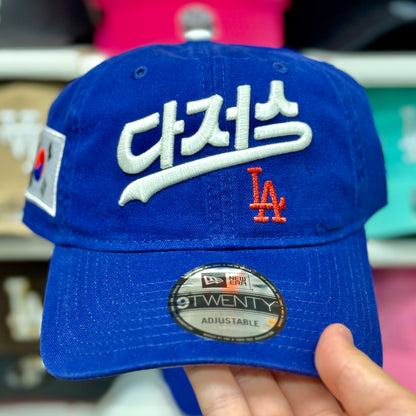 다저스
LA
NEW ERA
9TWENTY
ADJUSTABLE